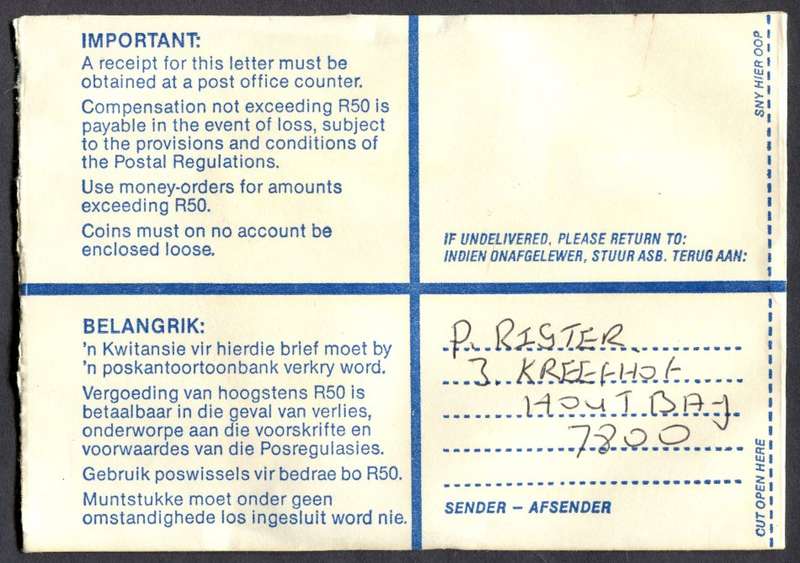 IMPORTANT:
A receipt for this letter must be
obtained at a post office counter.
Compensation not exceeding R50 is
payable in the event of loss, subject
to the provisions and conditions of
the Postal Regulations.
Use money-orders for amounts
exceeding R50.
Coins must on no account be
enclosed loose.
SNY HIER OOP
IF UNDELIVERED, PLEASE RETURN TO:
INDIEN ONAFGELEWER, STUUR ASB. TERUG AAN:
BELANGRIK:
'n Kwitansie vir hierdie brief moet by
'n poskantoortoonbank verkry word.
Vergoeding van hoogstens R50 is
betaalbaar in die geval van verlies,
onderworpe aan die voorskrifte en
voorwaardes van die Posregulasies.
Gebruik poswissels vir bedrae bo R50.
Muntstukke moet onder geen
omstandighede los ingesluit word nie.
P. RISTER
3. KREEFHOF
HOUT BAY
7800
SENDER – AFSENDER
CUT OPEN HERE